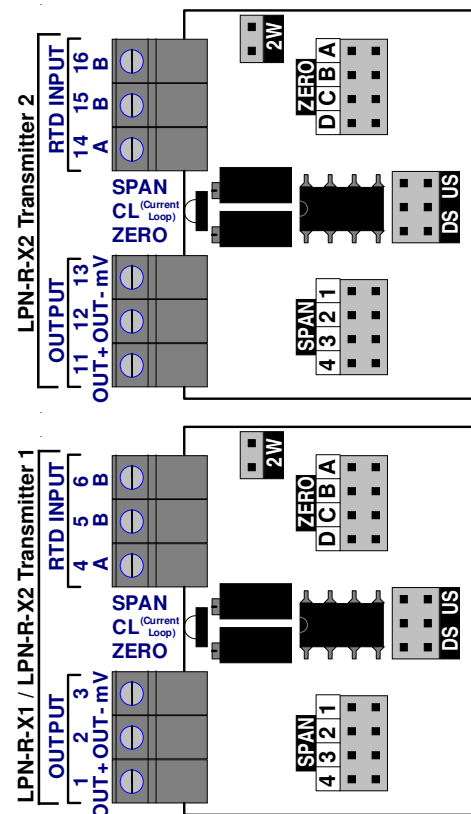 LPN-R-X2 Transmitter 2
RTD INPUT
16 B
15 B
14 A
SPAN
CL (Current Loop)
ZERO
OUTPUT
13 mV
12 OUT-
11 OUT+
2W
ZERO
D C B A
DS US
SPAN
4 3 2 1
LPN-R-X1 / LPN-R-X2 Transmitter 1
RTD INPUT
6 B
5 B
4 A
SPAN
CL (Current Loop)
ZERO
OUTPUT
3 mV
2 OUT-
1 OUT+
2W
ZERO
D C B A
DS US
SPAN
4 3 2 1